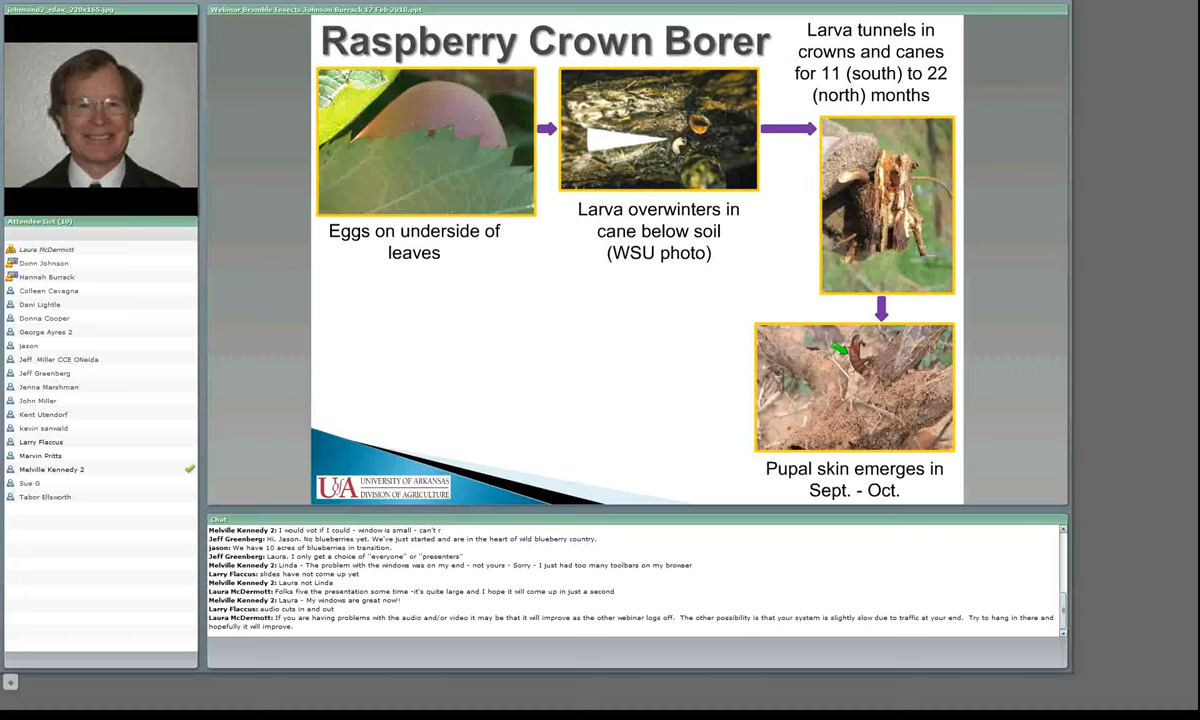 johnsond2_rdax_220x165.jpg
Attendee List (19)
Laura McDermott
Donn Johnson
Hannah Burrack
Colleen Cavagna
Dani Lightle
Donna Cooper
George Ayres 2
jason
Jeff Miller CCE ONeida
Jeff Greenberg
Jenna Marshman
John Miller
Kent Utendorf
kevin sanwald
Larry Flaccus
Marvin Pritts
Melville Kennedy 2
Sue G
Tabor Ellsworth
Webinar Bramble Insects Johnson Burrack 17 Feb 2010.ppt
Raspberry Crown Borer
Eggs on underside of
leaves
Larva overwinters in
cane below soil
(WSU photo)
Larva tunnels in
crowns and canes
for 11 (south) to 22
(north) months
Pupal skin emerges in
Sept. - Oct.
UofA UNIVERSITY OF ARKANSAS
DIVISION OF AGRICULTURE
Chat
Melville Kennedy 2: I would vot if I could - window is small - can't r
Jeff Greenberg: Hi, Jason. No blueberries yet. We've just started and are in the heart of wild blueberry country.
jason: We have 10 acres of blueberries in transition.
Jeff Greenberg: Laura, I only get a choice of "everyone" or "presenters"
Melville Kennedy 2: Linda - The problem with the windows was on my end - not yours - Sorry - I just had too many toolbars on my browser
Larry Flaccus: slides have not come up yet
Melville Kennedy 2: Laura not Linda
Laura McDermott: Folks five the presentation some time -it's quite large and I hope it will come up in just a second
Melville Kennedy 2: Laura - My windows are great now!!
Larry Flaccus: audio cuts in and out
Laura McDermott: If you are having problems with the audio and/or video it may be that it will improve as the other webinar logs off. The other possibility is that your system is slightly slow due to traffic at your end. Try to hang in there and
hopefully it will improve.